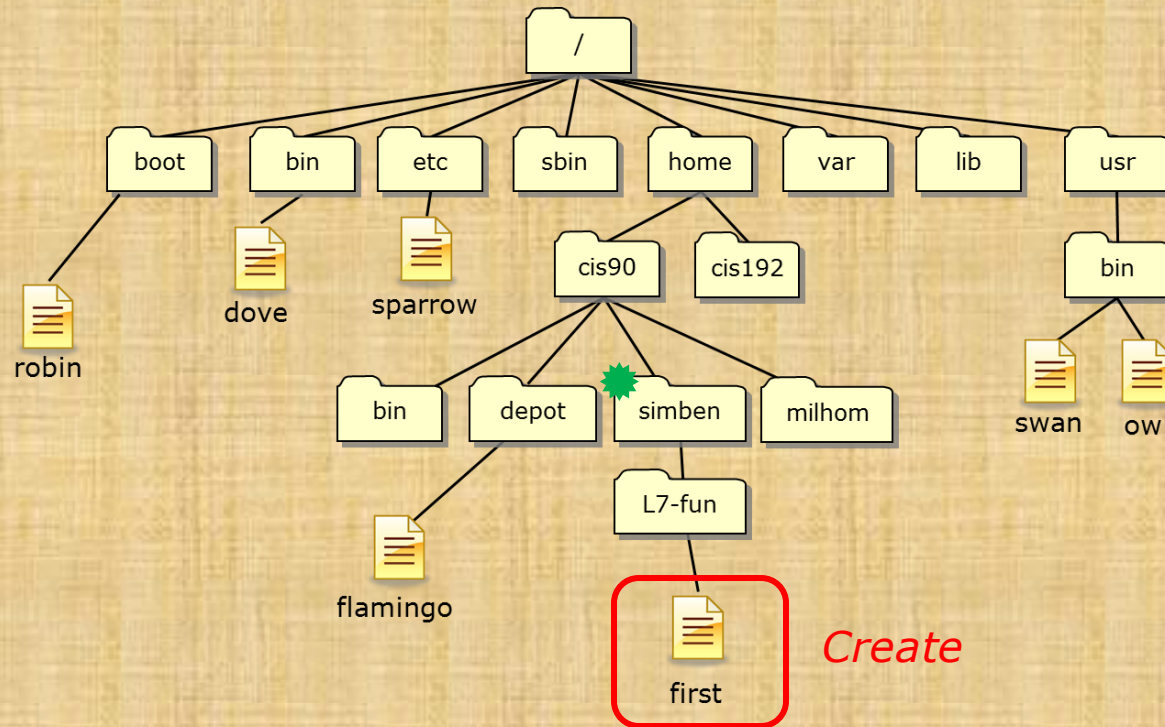 /
boot
bin
etc
sbin
home
var
lib
usr
cis90
cis192
bin
dove
sparrow
robin
bin
depot
simben
milhom
swan
ow
L7-fun
flamingo
Create
first